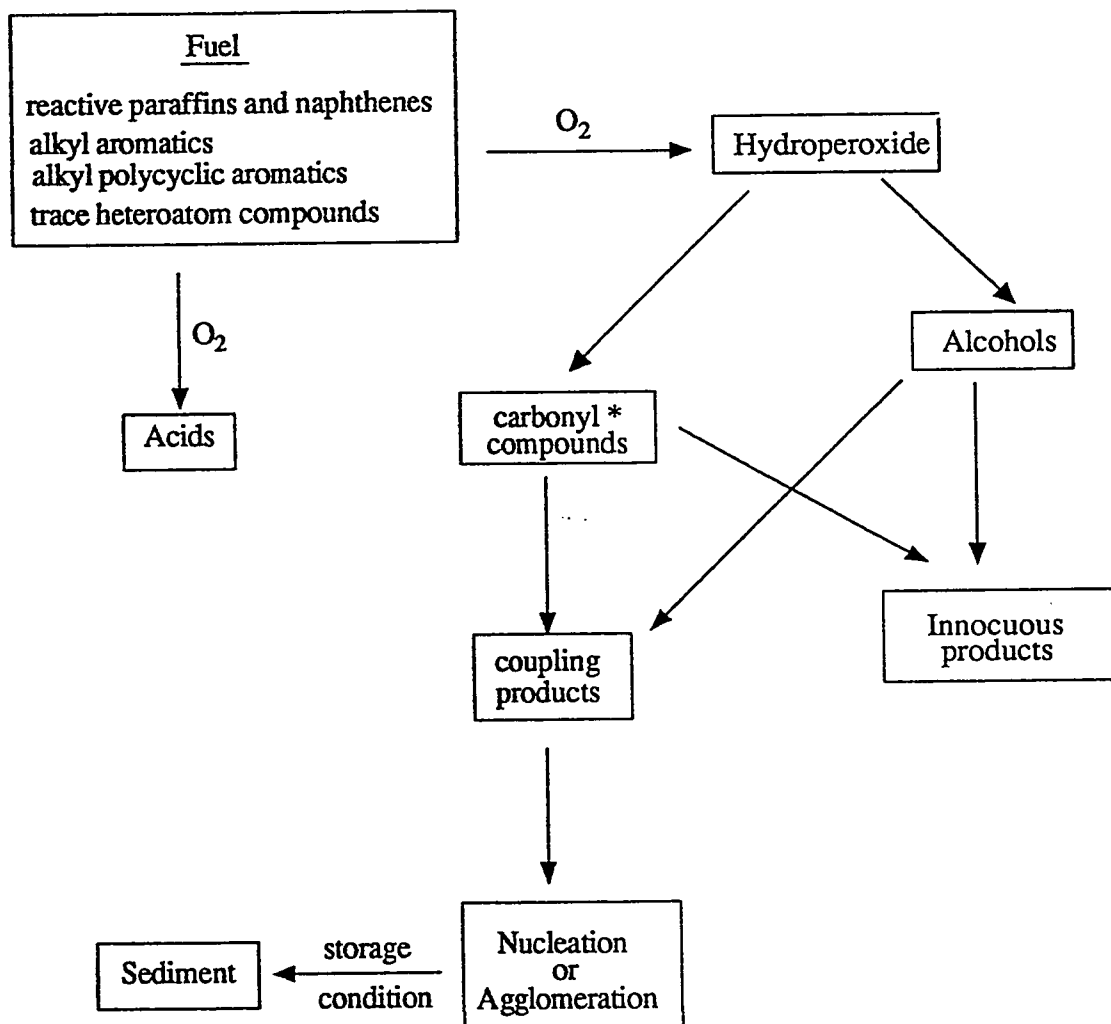 Fuel
reactive paraffins and naphthenes
alkyl aromatics
alkyl polycyclic aromatics
trace heteroatom compounds
O₂
Hydroperoxide
O₂
Alcohols
Acids
carbonyl *
compounds
Innocuous
products
coupling
products
storage
condition
Sediment
Nucleation
or
Agglomeration